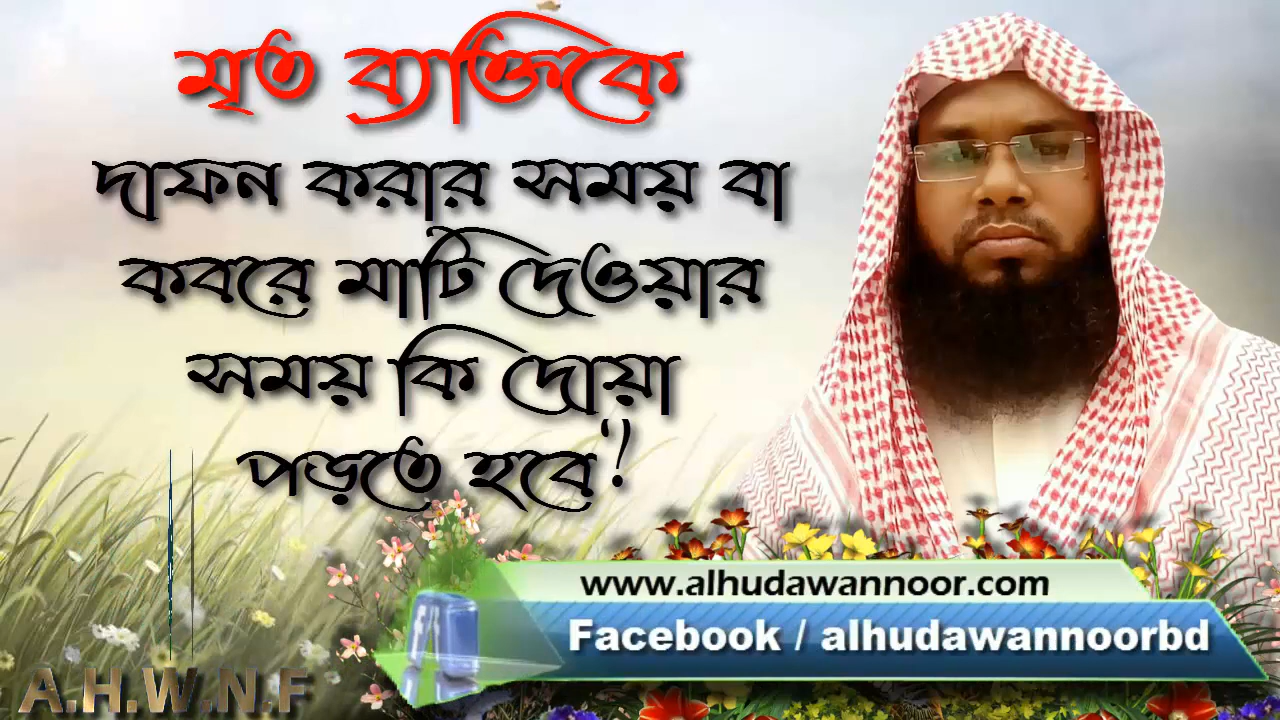 মৃত ব্যক্তিকে
দাফন করার সময় বা
কবরে মাটি দেওয়ার
সময় কি দোয়া
পড়তে হবে?
www.alhudawannoor.com
Facebook / alhudawannoorbd
A.H.W.N.F